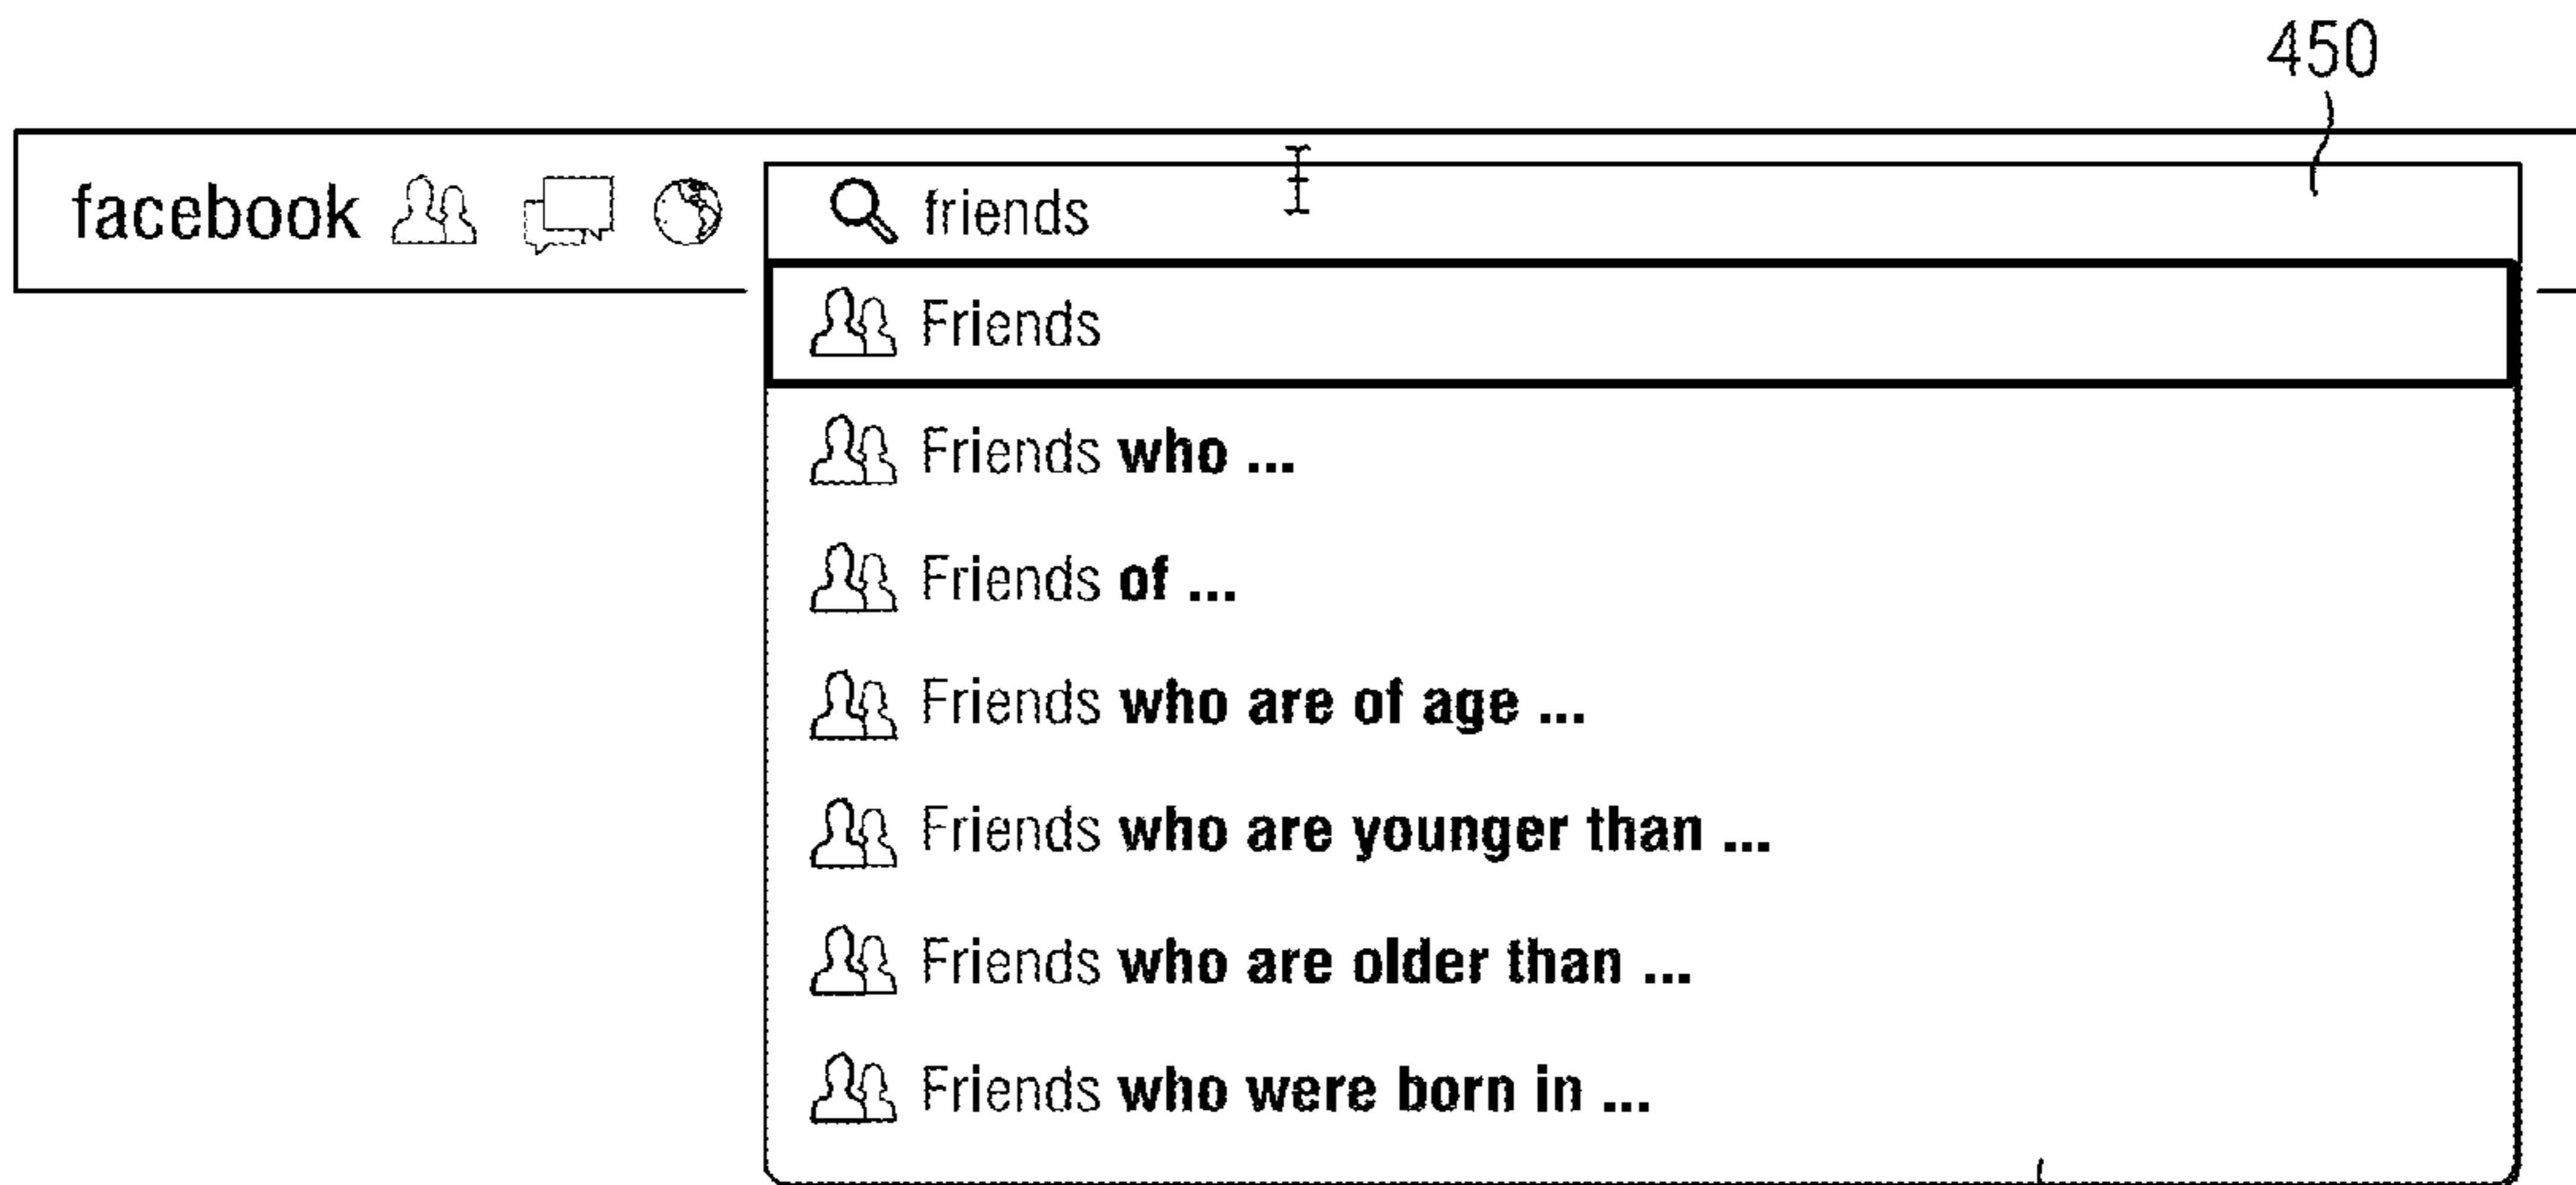 450
facebook friends
Friends
Friends who ...
Friends of ...
Friends who are of age ...
Friends who are younger than ...
Friends who are older than ...
Friends who were born in ...